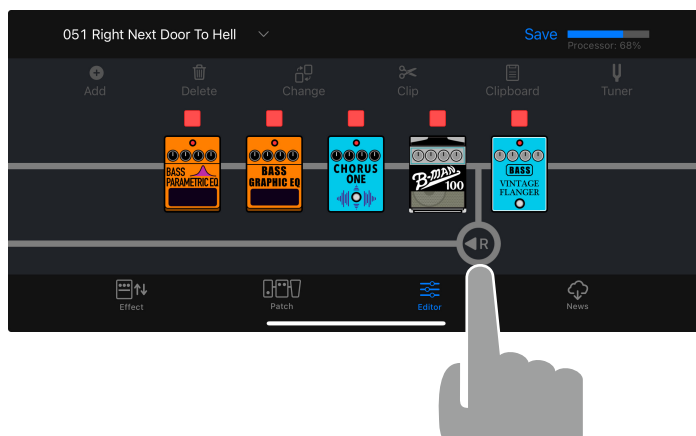 051 Right Next Door To Hell
Save
Processor: 68%
Add
Delete
Change
Clip
Clipboard
Tuner
BASS
PARAMETRIC EQ
BASS
GRAPHIC EQ
CHORUS
ONE
B-MAN
100
BASS
VINTAGE
FLANGER
R
Effect
Patch
Editor
News